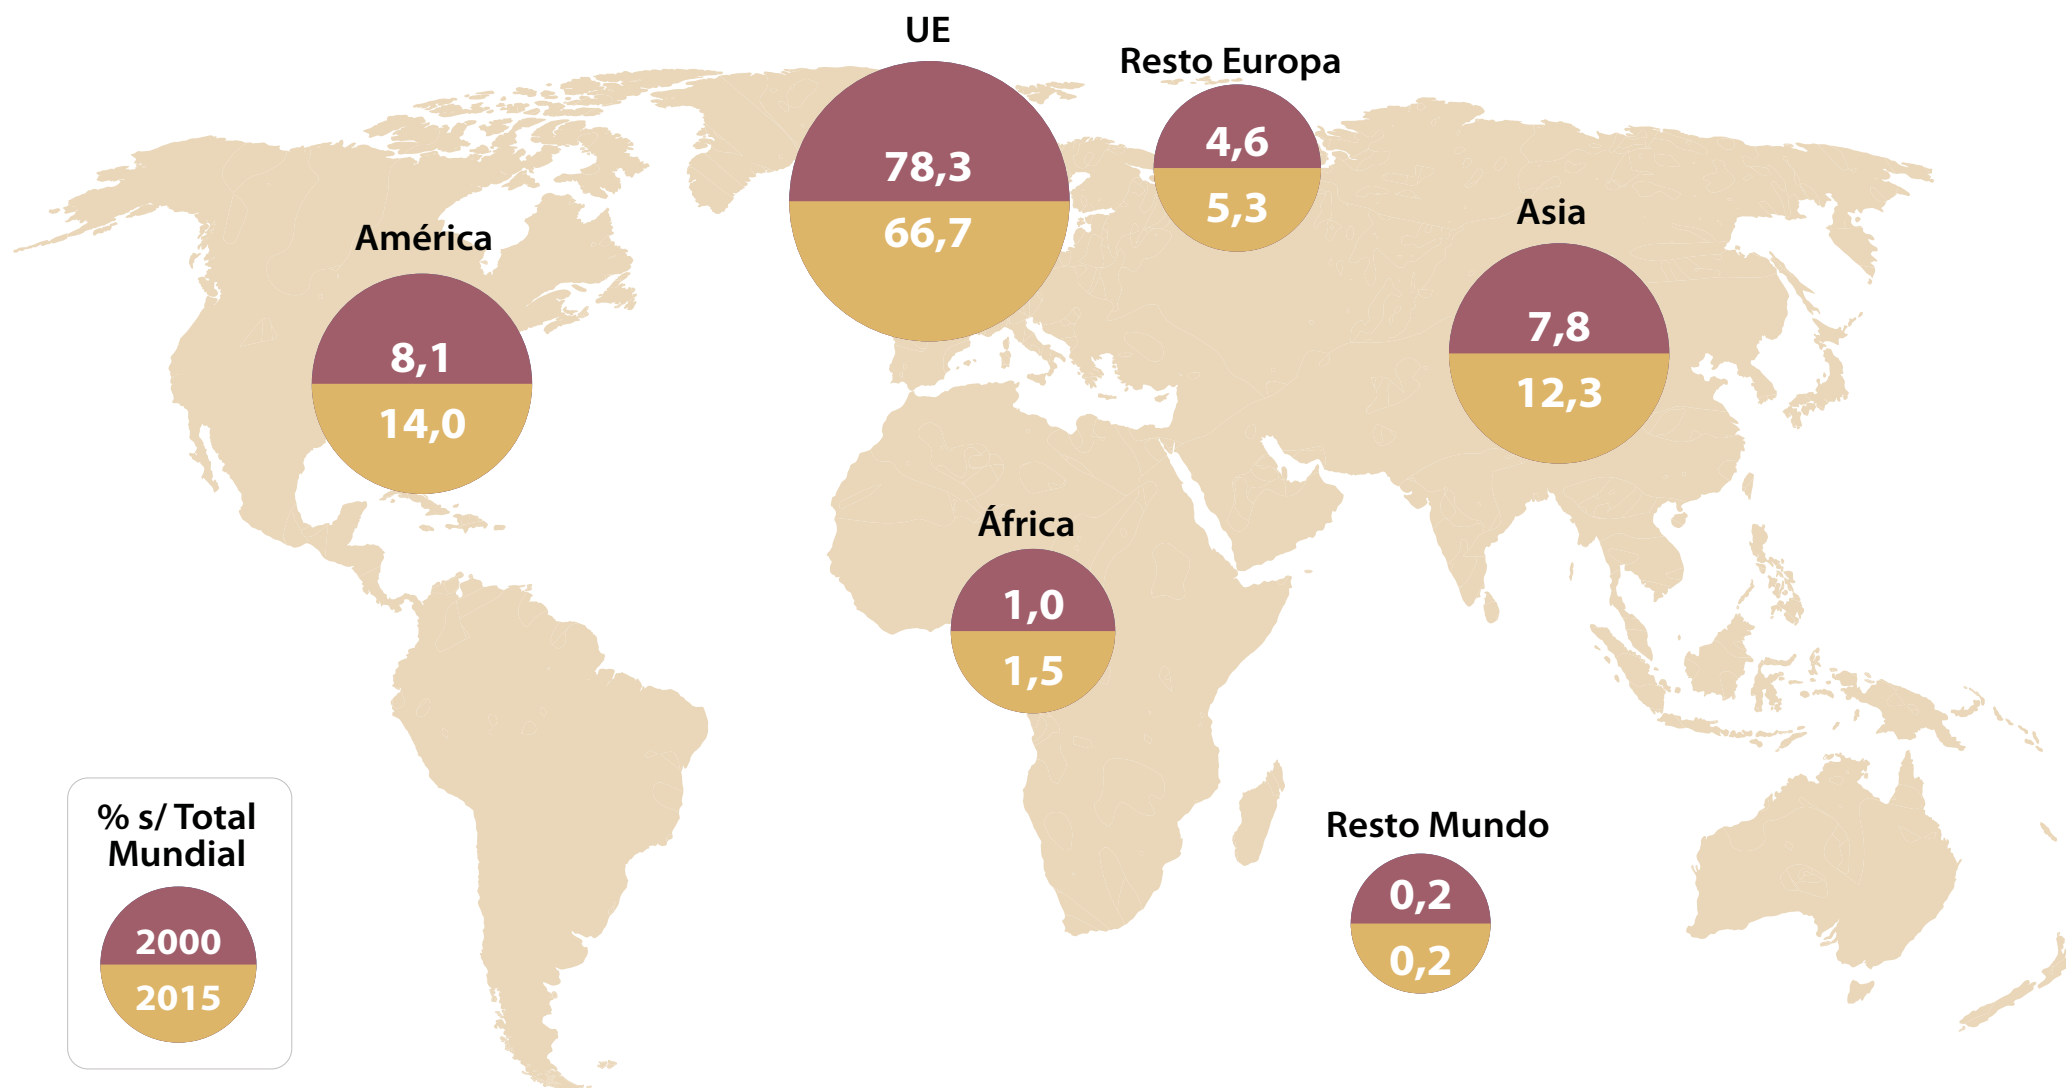 UE
78,3
66,7
Resto Europa
4,6
5,3
América
8,1
14,0
Asia
7,8
12,3
África
1,0
1,5
Resto Mundo
0,2
0,2
% s/ Total
Mundial
2000
2015